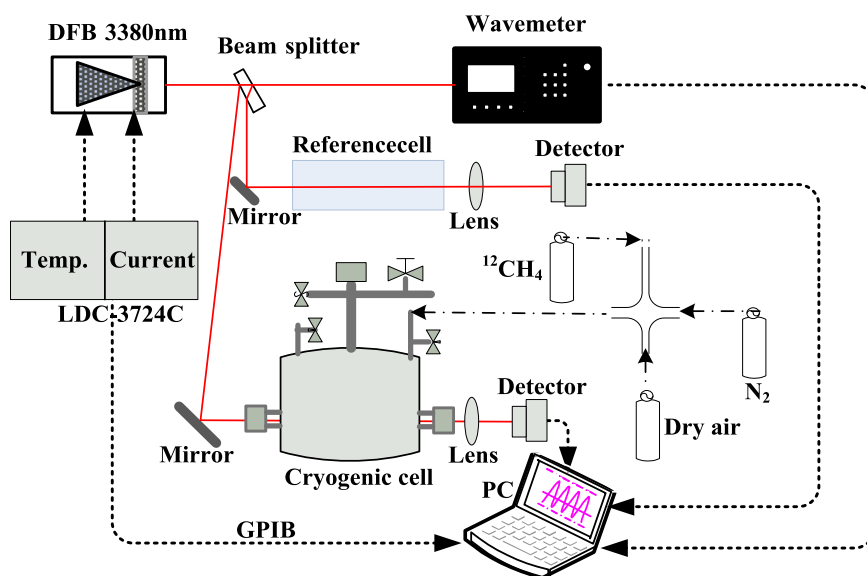 DFB 3380nm
Wavemeter
Beam splitter
Referencecell
Detector
Mirror
Lens
Temp.
Current
LDC-3724C
¹²CH₄
N₂
Dry air
Detector
Mirror
Cryogenic cell
Lens
PC
GPIB